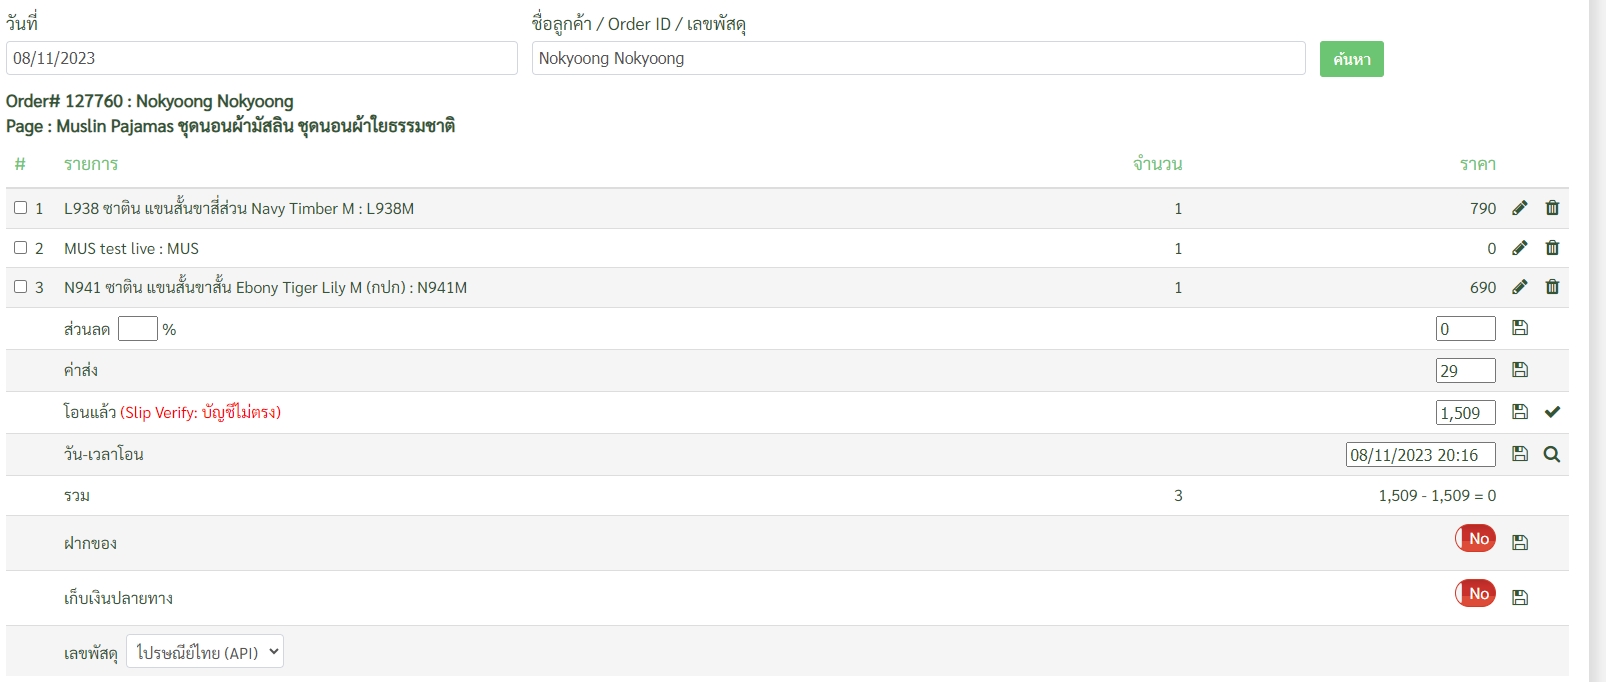 วันที่
ชื่อลูกค้า / Order ID / เลขพัสดุ
08/11/2023
Nokyoong Nokyoong
ค้นหา
Order# 127760 : Nokyoong Nokyoong
Page : Muslin Pajamas ชุดนอนผ้ามัสลิน ชุดนอนผ้าใยธรรมชาติ
# รายการ จำนวน ราคา
1 L938 ซาติน แขนสั้นขาสี่ส่วน Navy Timber M : L938M 1 790
2 MUS test live : MUS 1 0
3 N941 ซาติน แขนสั้นขาสั้น Ebony Tiger Lily M (กปก) : N941M 1 690
ส่วนลด % 0
ค่าส่ง 29
โอนแล้ว (Slip Verify: บัญชีไม่ตรง) 1,509
วัน-เวลาโอน 08/11/2023 20:16
รวม 3 1,509 - 1,509 = 0
ฝากของ No
เก็บเงินปลายทาง No
เลขพัสดุ ไปรษณีย์ไทย (API)